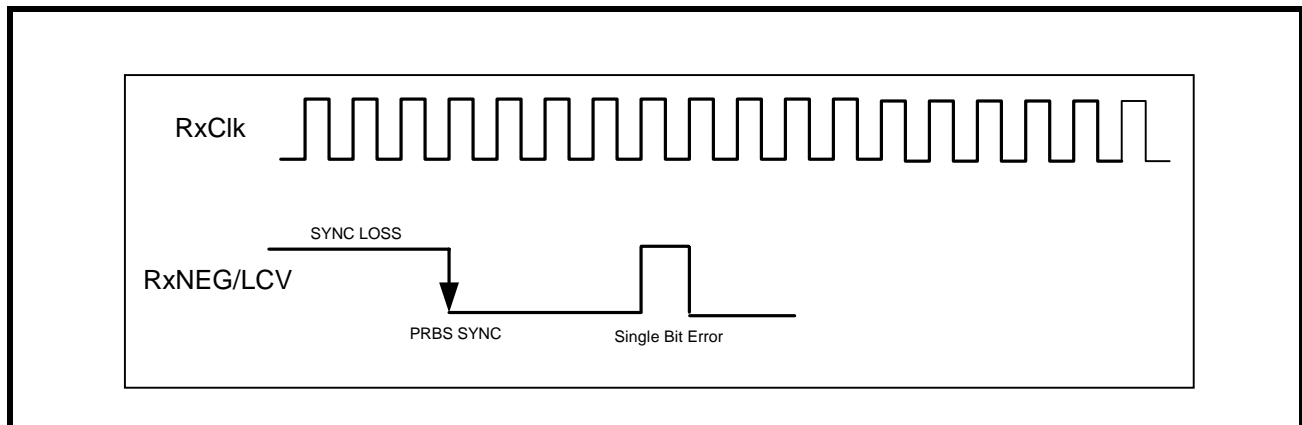 RxClk
SYNC LOSS
RxNEG/LCV
PRBS SYNC
Single Bit Error